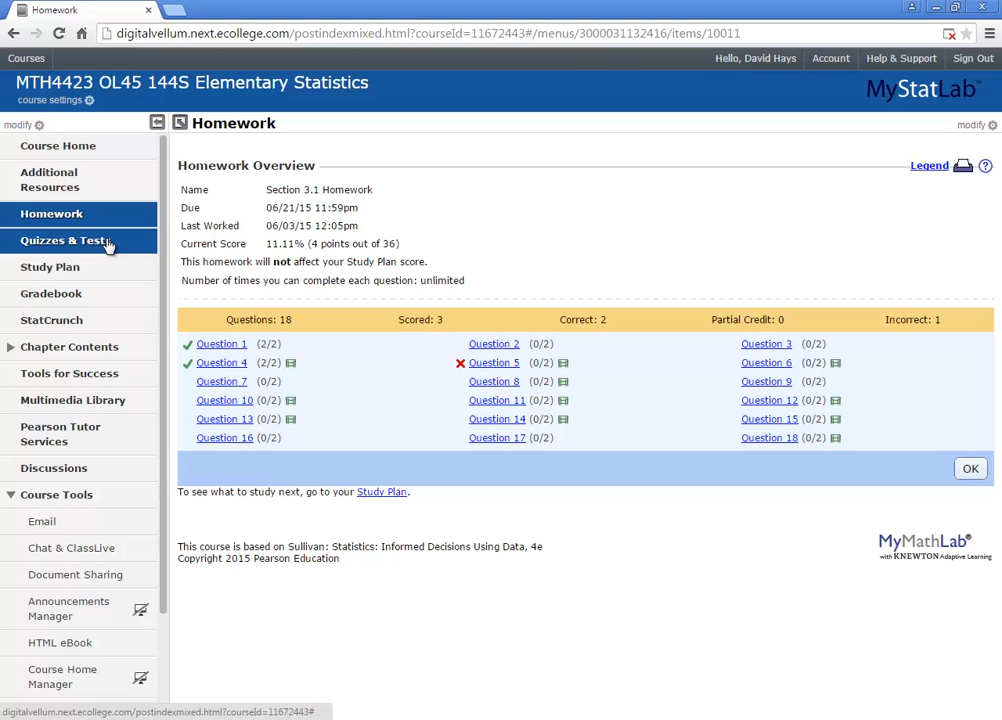 Homework
digitalvellum.next.ecollege.com/postindexmixed.html?courseId=11672443#/menus/3000031132416/items/10011
Courses
Hello, David Hays
Account
Help & Support
Sign Out
MTH4423 OL45 144S Elementary Statistics
course settings
MyStatLab®
modify
Homework
modify
Course Home
Additional
Resources
Homework
Quizzes & Tests
Study Plan
Gradebook
StatCrunch
Chapter Contents
Tools for Success
Multimedia Library
Pearson Tutor
Services
Discussions
Course Tools
Email
Chat & ClassLive
Document Sharing
Announcements
Manager
HTML eBook
Course Home
Manager
Homework Overview
Legend
?
Name Section 3.1 Homework
Due 06/21/15 11:59pm
Last Worked 06/03/15 12:05pm
Current Score 11.11% (4 points out of 36)
This homework will not affect your Study Plan score.
Number of times you can complete each question: unlimited
Questions: 18 Scored: 3 Correct: 2 Partial Credit: 0 Incorrect: 1
Question 1 (2/2) Question 2 (0/2) Question 3 (0/2)
Question 4 (2/2) Question 5 (0/2) Question 6 (0/2)
Question 7 (0/2) Question 8 (0/2) Question 9 (0/2)
Question 10 (0/2) Question 11 (0/2) Question 12 (0/2)
Question 13 (0/2) Question 14 (0/2) Question 15 (0/2)
Question 16 (0/2) Question 17 (0/2) Question 18 (0/2)
OK
To see what to study next, go to your Study Plan.
This course is based on Sullivan: Statistics: Informed Decisions Using Data, 4e
Copyright 2015 Pearson Education
MyMathLab®
with KNEWTON Adaptive Learning
digitalvellum.next.ecollege.com/postindexmixed.html?courseId=11672443#